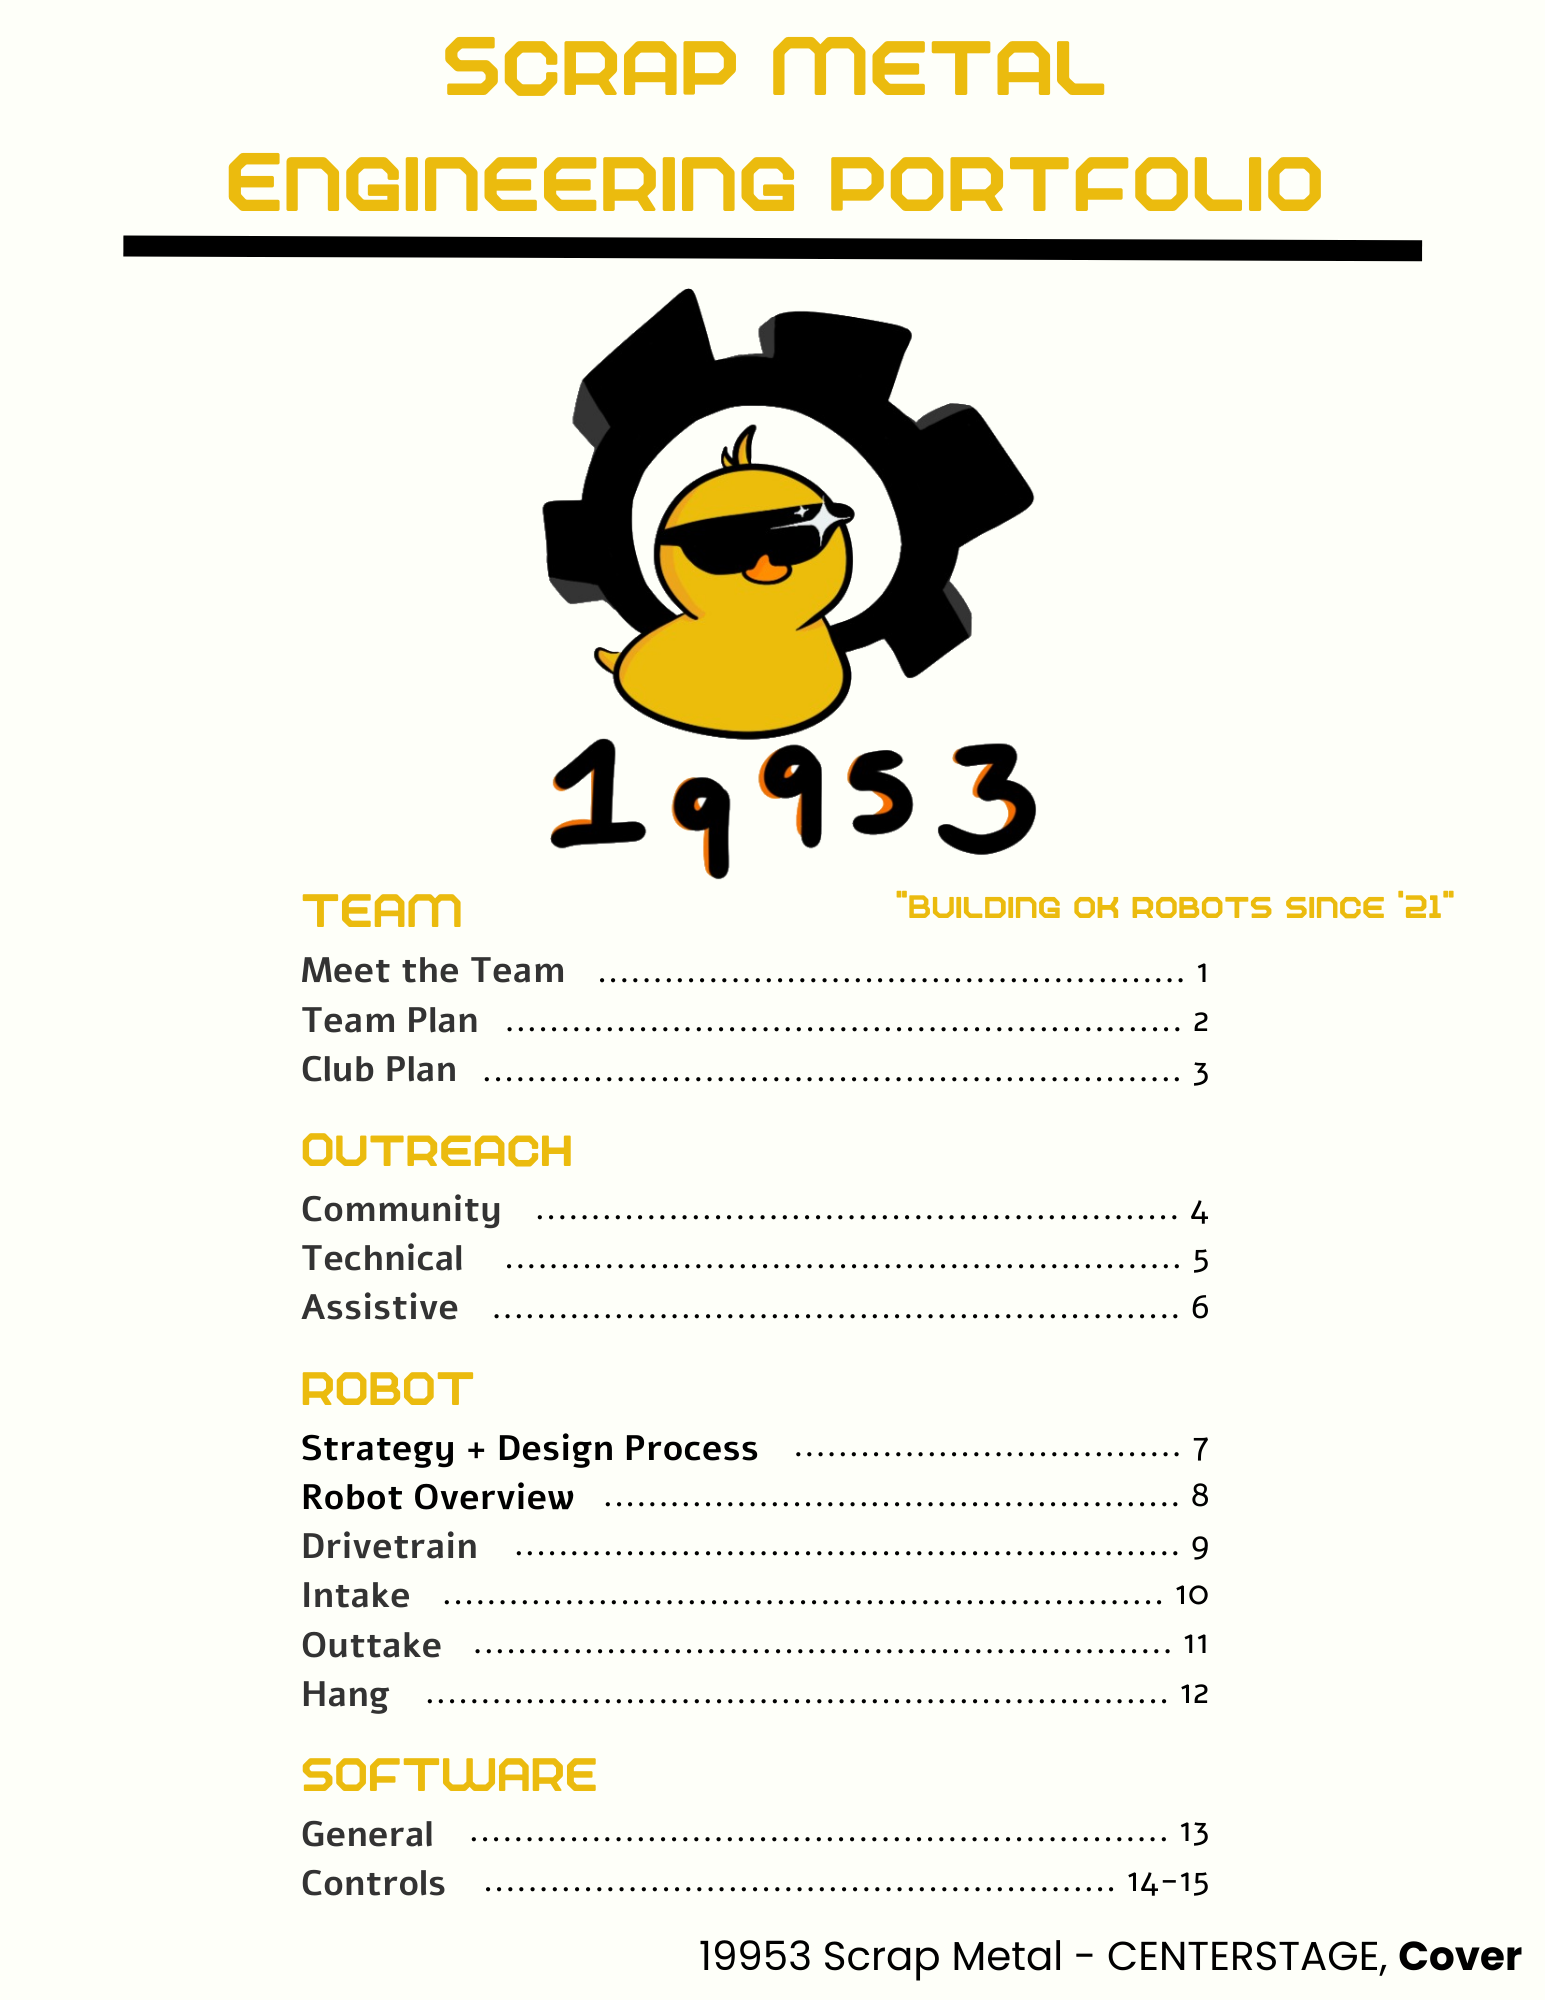 Scrap Metal
Engineering Portfolio
19953
TEAM
"BUILDING OK ROBOTS SINCE '21"
Meet the Team ................................................................ 1
Team Plan .......................................................................... 2
Club Plan ............................................................................ 3
OUTREACH
Community ...................................................................... 4
Technical .......................................................................... 5
Assistive ........................................................................... 6
ROBOT
Strategy + Design Process .......................................... 7
Robot Overview .............................................................. 8
Drivetrain ........................................................................ 9
Intake .............................................................................. 10
Outtake ............................................................................ 11
Hang ................................................................................. 12
SOFTWARE
General ............................................................................ 13
Controls ..................................................................... 14-15
19953 Scrap Metal - CENTERSTAGE, Cover